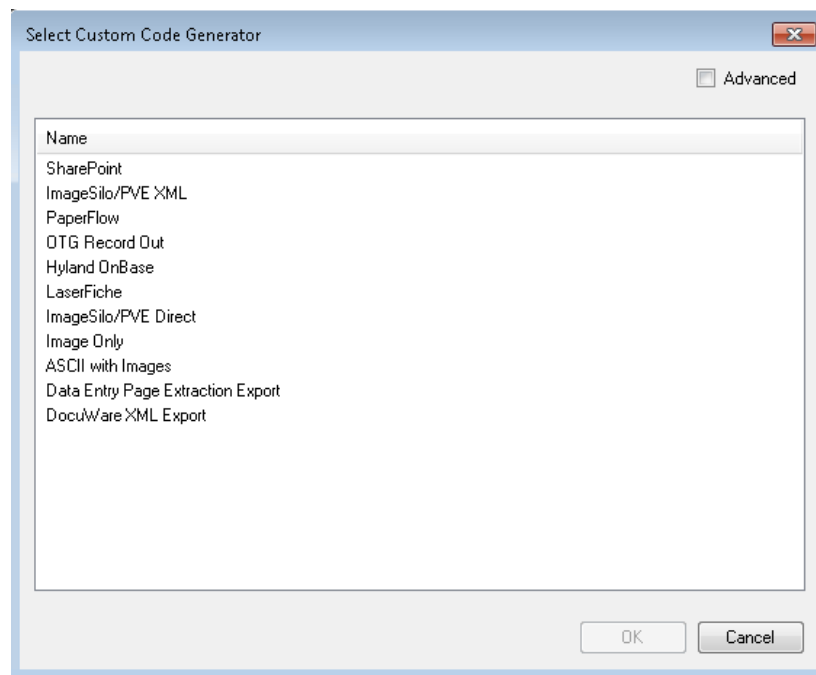 Select Custom Code Generator
Advanced
Name
SharePoint
ImageSilo/PVE XML
PaperFlow
OTG Record Out
Hyland OnBase
LaserFiche
ImageSilo/PVE Direct
Image Only
ASCII with Images
Data Entry Page Extraction Export
DocuWare XML Export
OK
Cancel